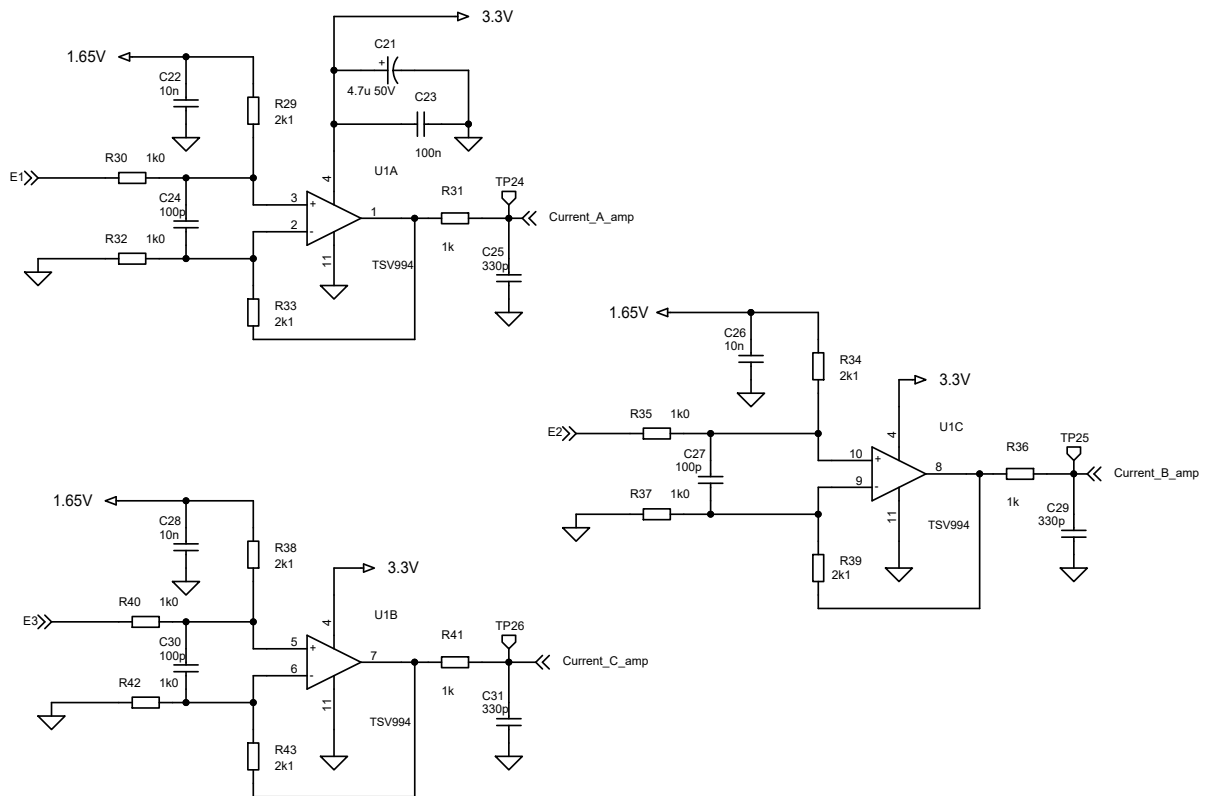 3.3V
1.65V
C21
+
4.7u 50V
C22
10n
C23
100n
R29
2k1
U1A
R30 1k0
E1
4
C24
100p
3
+
2
-
1
11
R31
1k
TP24
Current_A_amp
R32 1k0
TSV994
C25
330p
R33
2k1
1.65V
C26
10n
R34
2k1
3.3V
U1C
R35 1k0
E2
4
C27
100p
10
+
9
-
8
11
R36
1k
TP25
Current_B_amp
R37 1k0
TSV994
C29
330p
R39
2k1
1.65V
C28
10n
R38
2k1
3.3V
U1B
R40 1k0
E3
4
C30
100p
5
+
6
-
7
11
R41
1k
TP26
Current_C_amp
R42 1k0
TSV994
C31
330p
R43
2k1